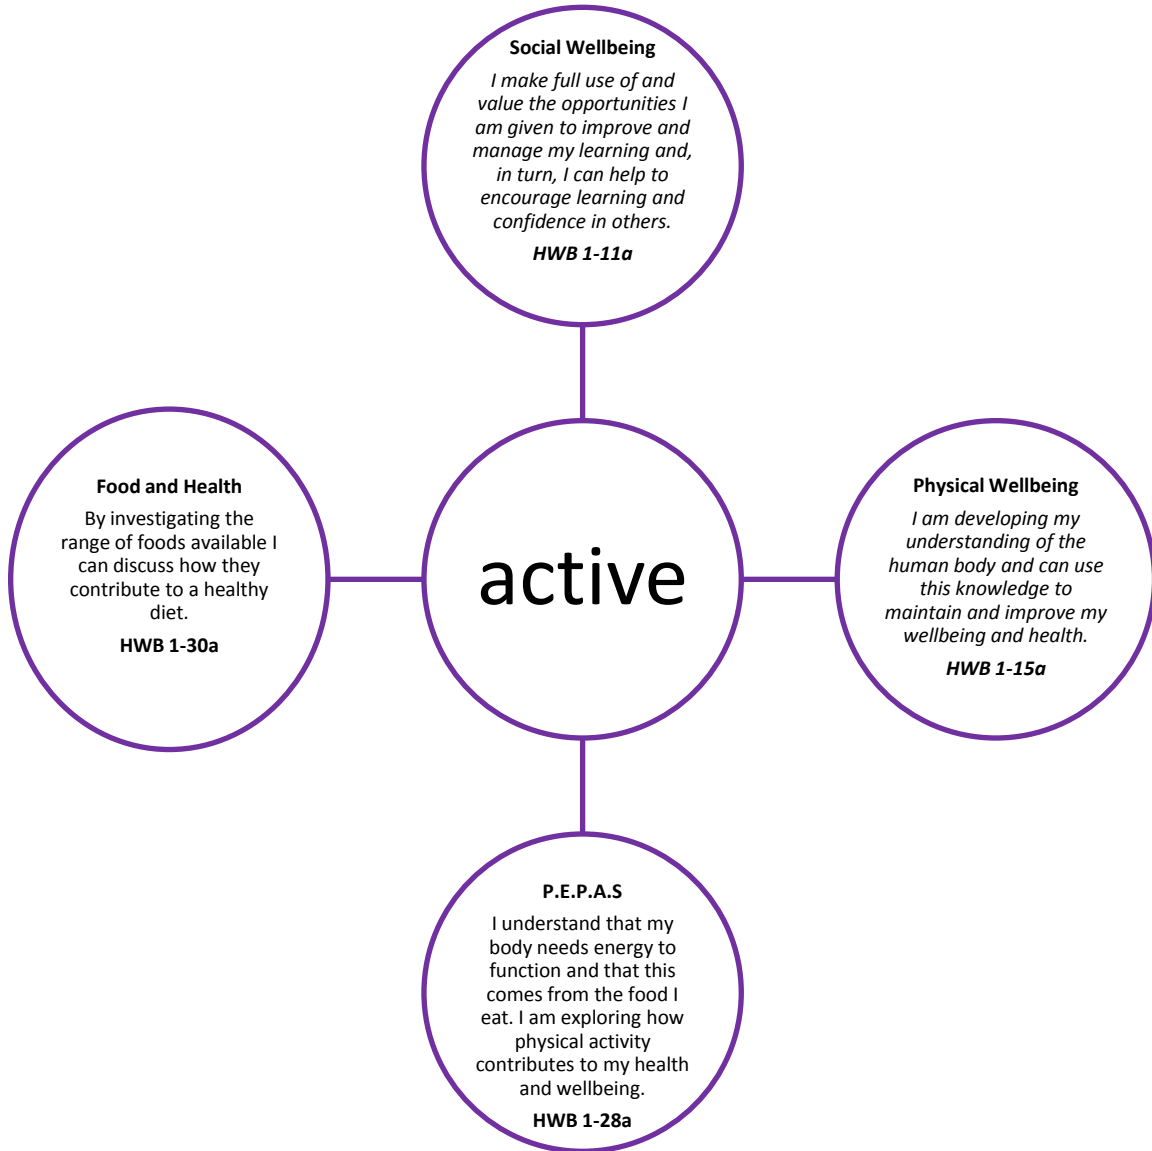 Social Wellbeing
I make full use of and
value the opportunities I
am given to improve and
manage my learning and,
in turn, I can help to
encourage learning and
confidence in others.
HWB 1-11a
Food and Health
By investigating the
range of foods available I
can discuss how they
contribute to a healthy
diet.
HWB 1-30a
active
Physical Wellbeing
I am developing my
understanding of the
human body and can use
this knowledge to
maintain and improve my
wellbeing and health.
HWB 1-15a
P.E.P.A.S
I understand that my
body needs energy to
function and that this
comes from the food I
eat. I am exploring how
physical activity
contributes to my health
and wellbeing.
HWB 1-28a